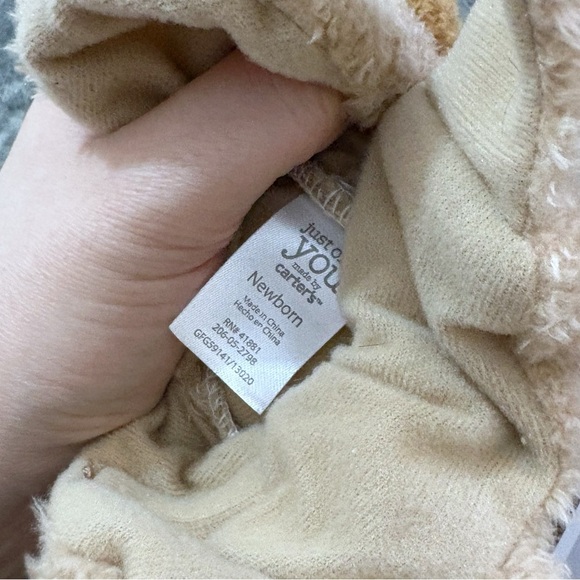 just o
you
made by
carter's™
Newborn
Made in China
Hecho en China
RN# 41881
206-05-2798
GFG59141/13020